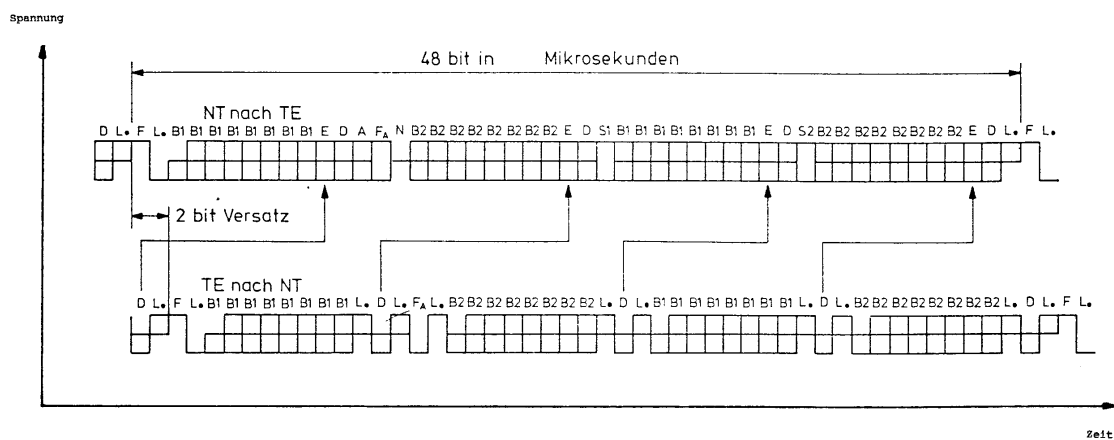 Spannung
48 bit in Mikrosekunden
NT nach TE
D L. F L. B1 B1 B1 B1 B1 B1 B1 B1 E D A FA N B2 B2 B2 B2 B2 B2 B2 B2 E D S1 B1 B1 B1 B1 B1 B1 B1 B1 E D S2 B2 B2 B2 B2 B2 B2 B2 B2 E D L. F L.
2 bit Versatz
TE nach NT
D L. F L. B1 B1 B1 B1 B1 B1 B1 B1 L. D L. FA L. B2 B2 B2 B2 B2 B2 B2 B2 L. D L. B1 B1 B1 B1 B1 B1 B1 B1 L. D L. B2 B2 B2 B2 B2 B2 B2 B2 L. D L. F L.
Zeit